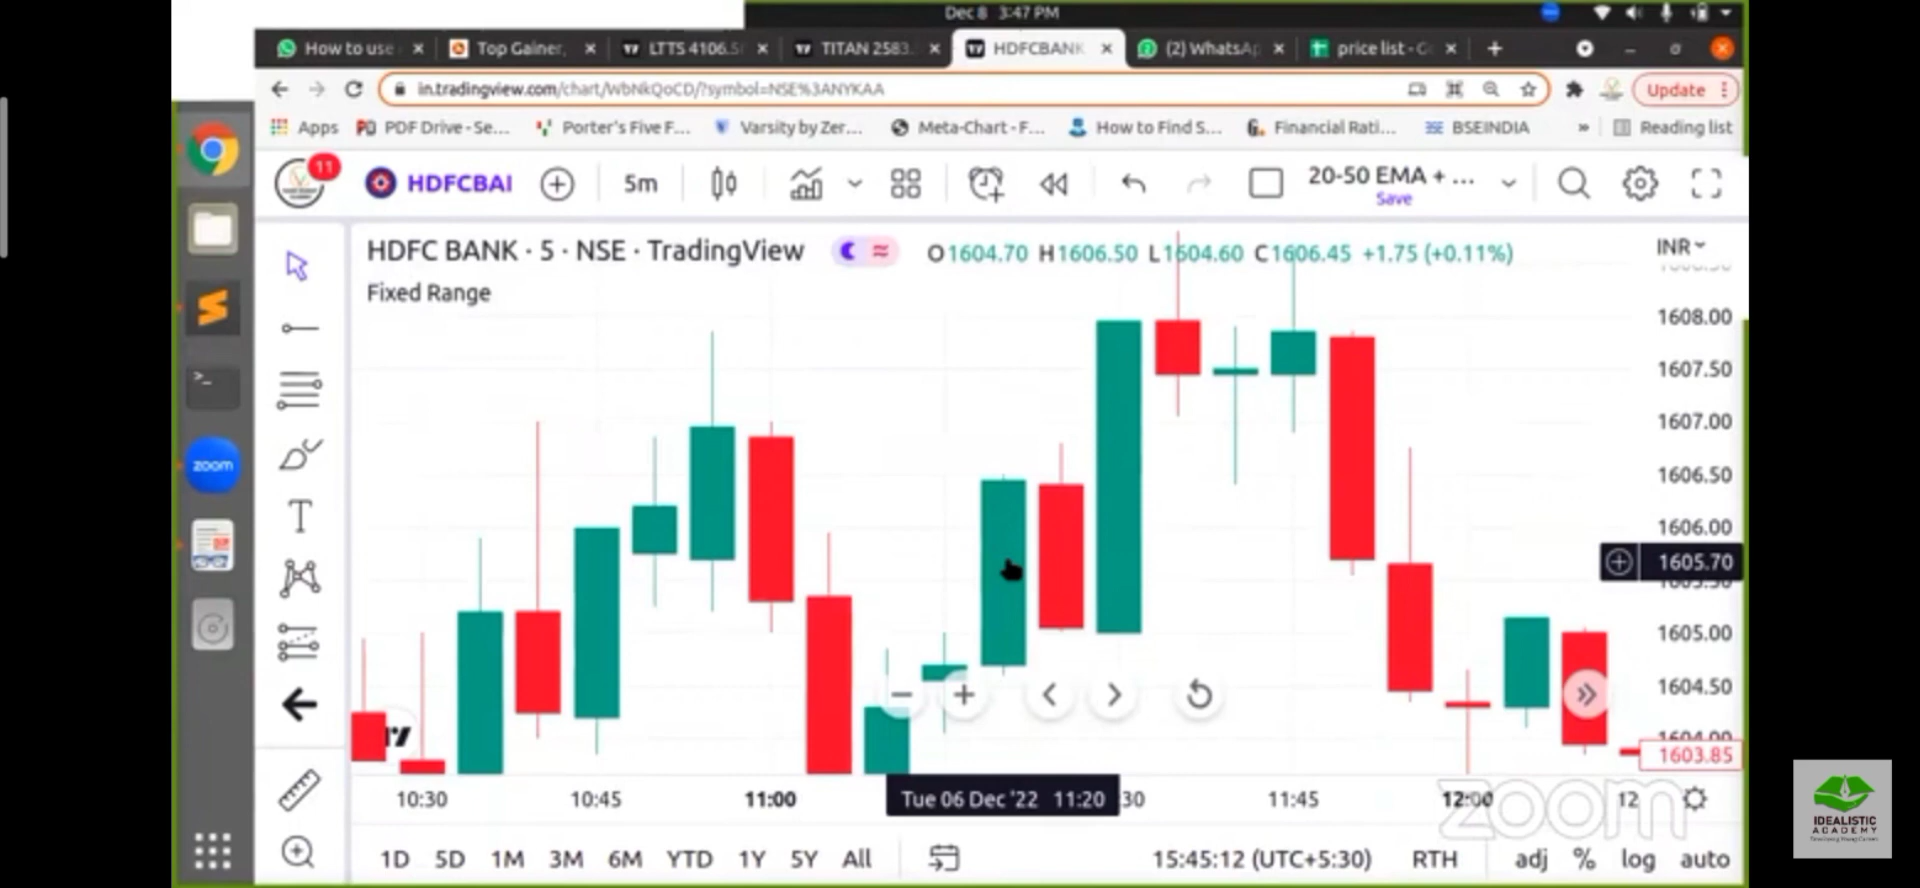 Dec 8 3:47 PM
How to use
Top Gainer,
LTTS 4106.5
TITAN 2583.
HDFCBANK
(2) WhatsAp
price list - G
in.tradingview.com/chart/WbNkQoCD/?symbol=NSE%3ANYKAA
Update
Apps
PDF Drive - Se...
Porter's Five F...
Varsity by Zer...
Meta-Chart - F...
How to Find S...
Financial Rati...
BSEINDIA
»
Reading list
11
HDFCBAI
5m
20-50 EMA + ...
Save
HDFC BANK · 5 · NSE · TradingView
O1604.70 H1606.50 L1604.60 C1606.45 +1.75 (+0.11%)
INR
Fixed Range
1608.00
1607.50
1607.00
1606.50
1606.00
1605.70
1605.00
1604.50
1604.00
1603.85
zoom
10:30
10:45
11:00
Tue 06 Dec '22 11:20
:30
11:45
12:00
12
zoom
1D 5D 1M 3M 6M YTD 1Y 5Y All
15:45:12 (UTC+5:30)
RTH
adj % log auto
IDEALISTIC
ACADEMY